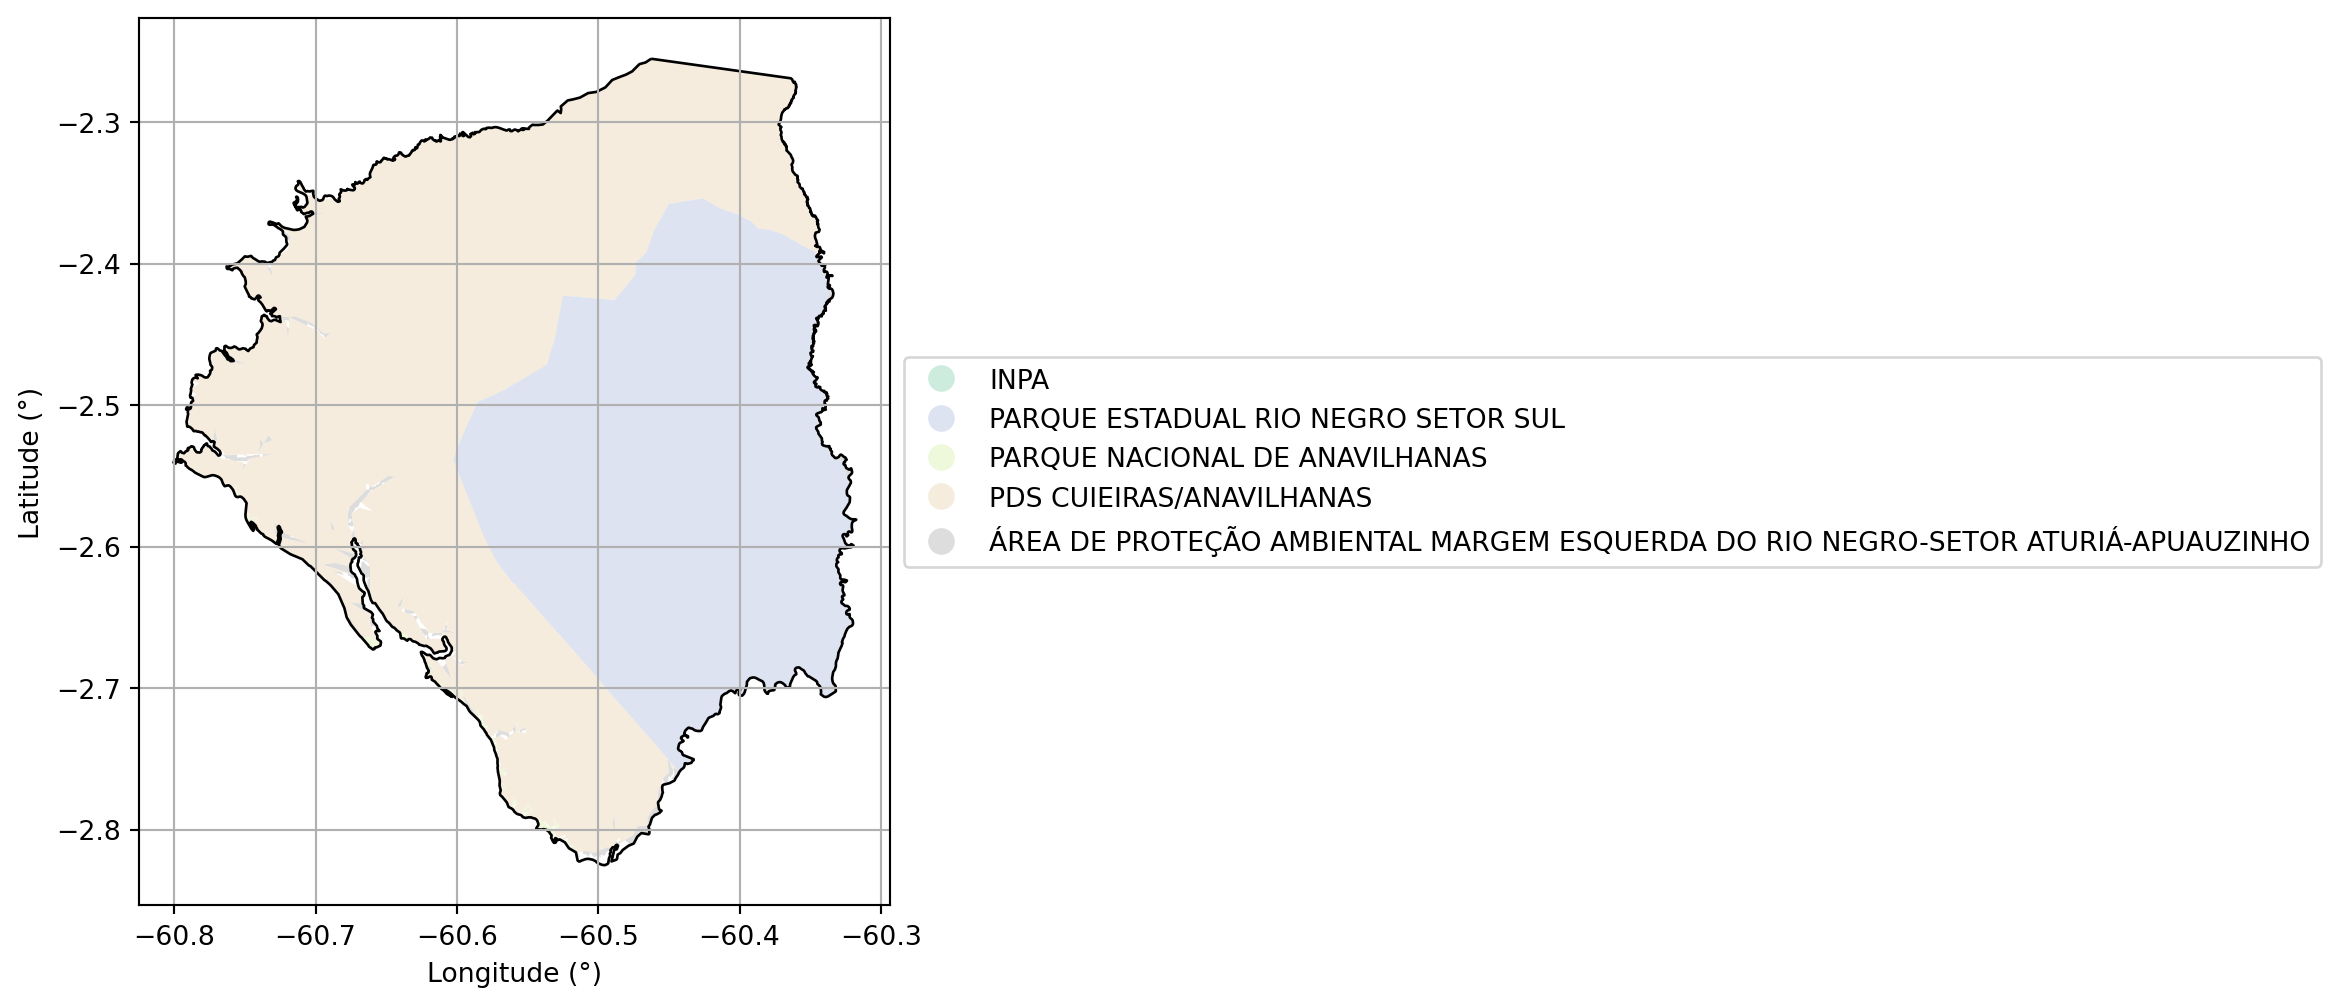 −2.3
−2.4
−2.5
−2.6
−2.7
−2.8
Latitude (°)
−60.8
−60.7
−60.6
−60.5
−60.4
−60.3
Longitude (°)
INPA
PARQUE ESTADUAL RIO NEGRO SETOR SUL
PARQUE NACIONAL DE ANAVILHANAS
PDS CUIEIRAS/ANAVILHANAS
ÁREA DE PROTEÇÃO AMBIENTAL MARGEM ESQUERDA DO RIO NEGRO-SETOR ATURIÁ-APUAUZINHO